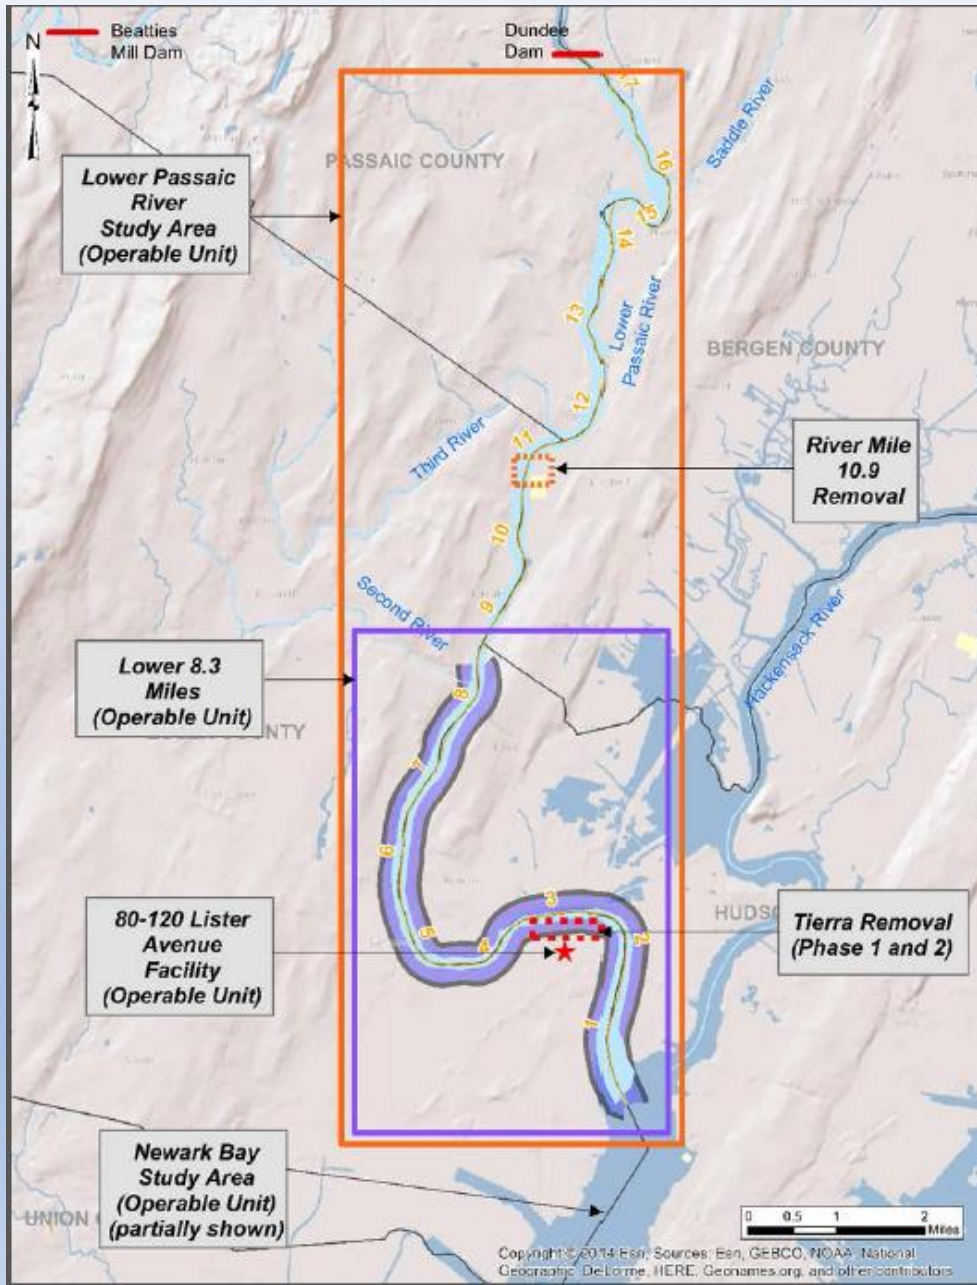 N
Beatties
Mill Dam
Dundee
Dam
17
PASSAIC COUNTY
Saddle River
16
15
14
Lower Passaic
River
Study Area
(Operable Unit)
13
Lower
Passaic River
BERGEN COUNTY
12
11
Third River
River Mile
10.9
Removal
10
9
Second River
Hackensack River
Lower 8.3
Miles
(Operable Unit)
COUNTY
8
7
6
5
4
3
2
1
HUDSO
80-120 Lister
Avenue
Facility
(Operable Unit)
Tierra Removal
(Phase 1 and 2)
Newark Bay
Study Area
(Operable Unit)
(partially shown)
UNION
0 0.5 1 2
Miles
Copyright:© 2014 Esri, Sources: Esri, GEBCO, NOAA, National
Geographic, DeLorme, HERE, Geonames.org, and other contributors